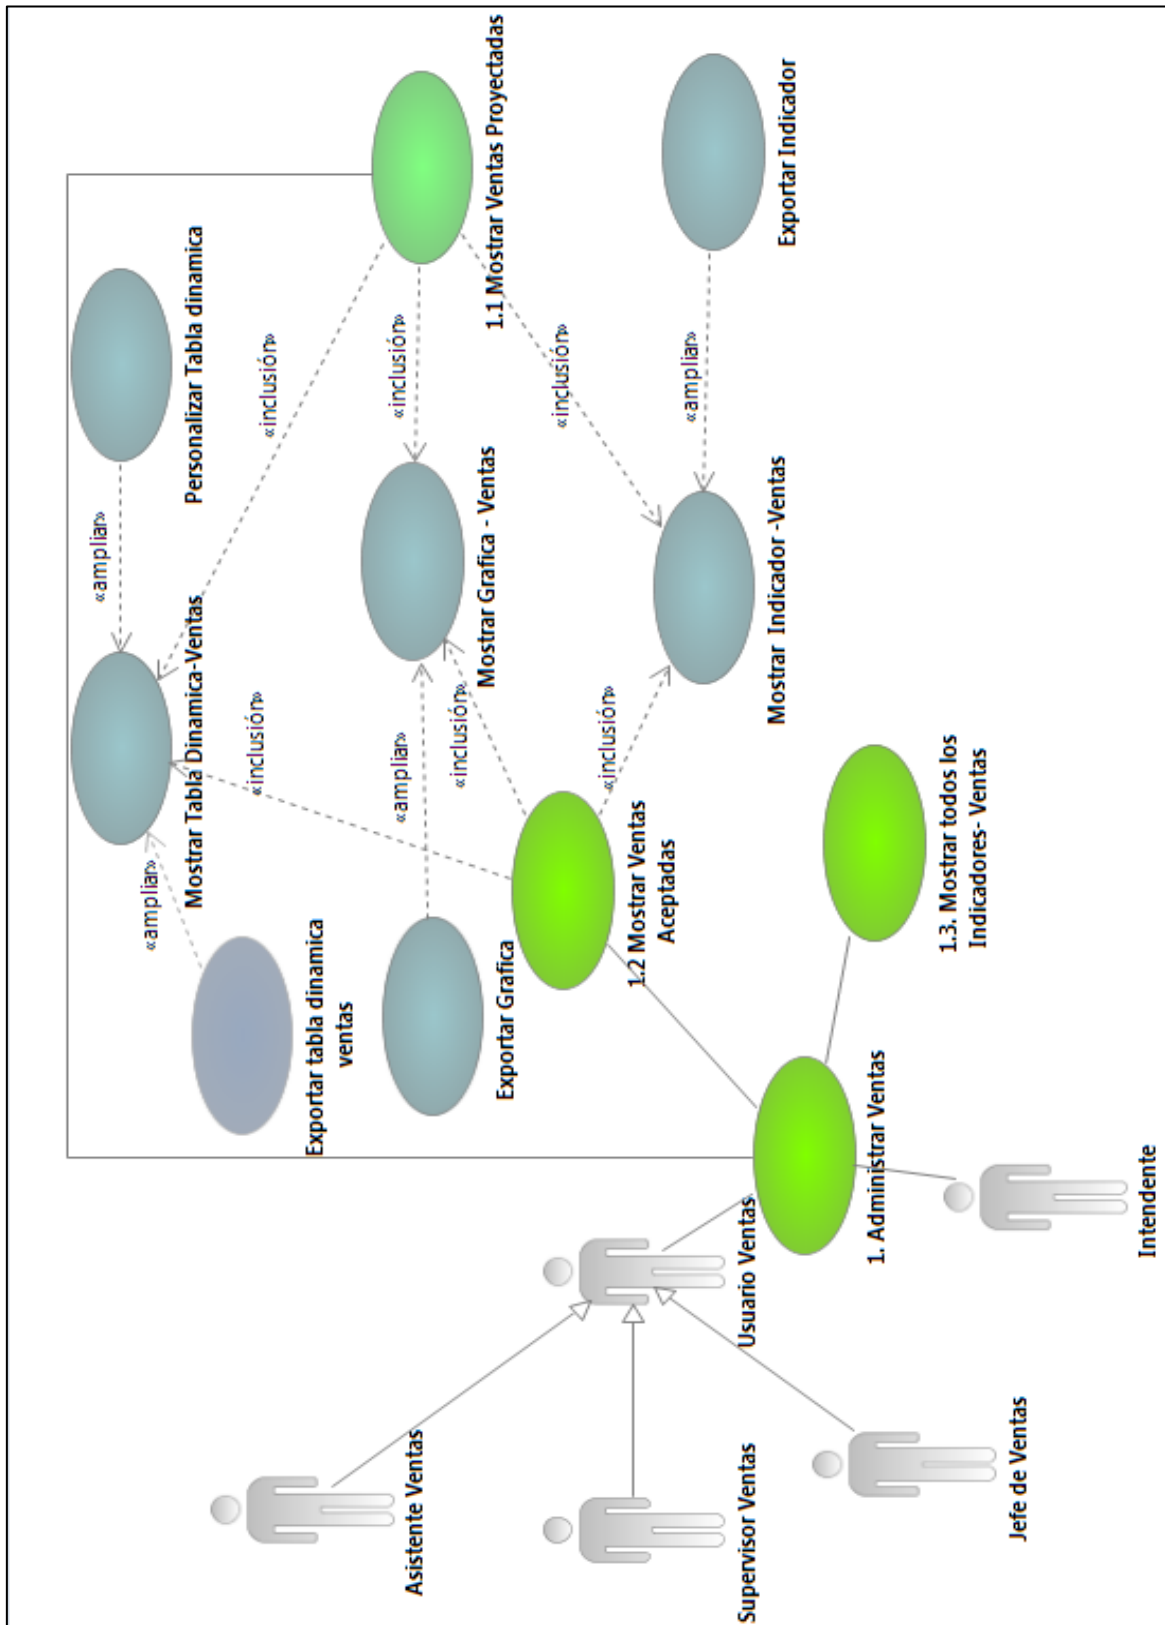 Asistente Ventas
Supervisor Ventas
Jefe de Ventas
Usuario Ventas
Intendente
1. Administrar Ventas
Exportar tabla dinamica
ventas
«ampliar»
Exportar Grafica
«ampliar»
1.2 Mostrar Ventas
Aceptadas
«inclusión»
«inclusión»
«inclusión»
1.3. Mostrar todos los
Indicadores- Ventas
Mostrar Tabla Dinamica-Ventas
«ampliar»
Mostrar Grafica - Ventas
Mostrar Indicador -Ventas
Personalizar Tabla dinamica
«inclusión»
«inclusión»
«inclusión»
«ampliar»
1.1 Mostrar Ventas Proyectadas
Exportar Indicador